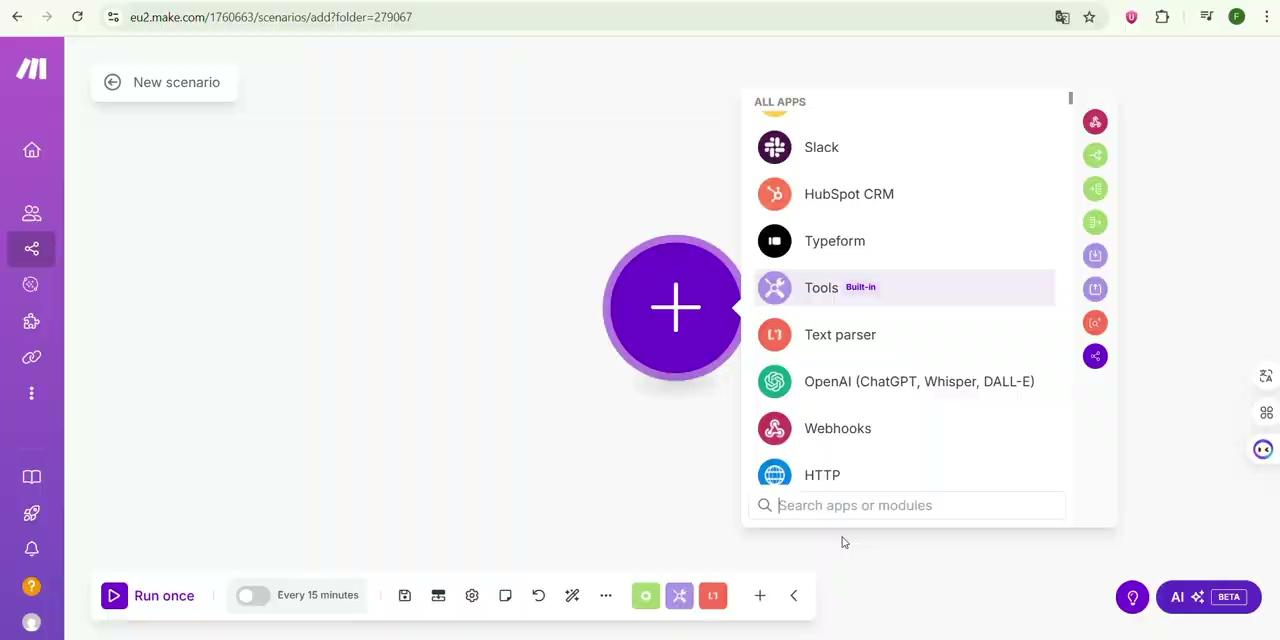 eu2.make.com/1760663/scenarios/add?folder=279067
F
New scenario
ALL APPS
Slack
HubSpot CRM
Typeform
Tools Built-in
Text parser
OpenAI (ChatGPT, Whisper, DALL-E)
Webhooks
HTTP
Search apps or modules
Run once
Every 15 minutes
AI BETA